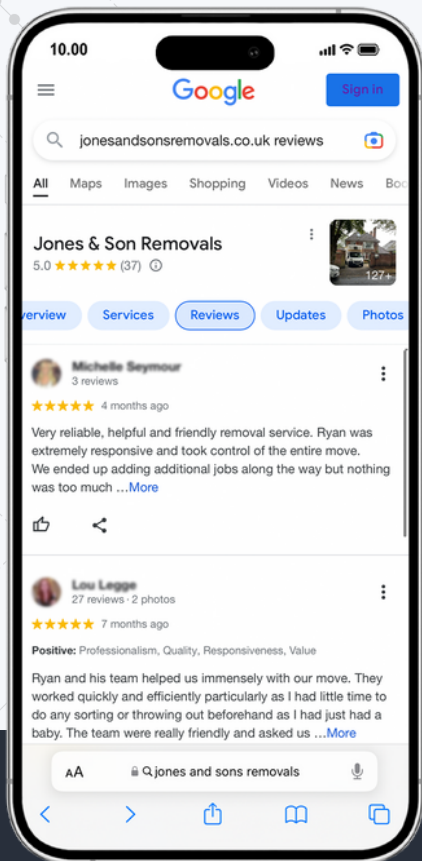 10.00
Google
Sign in
jonesandsonsremovals.co.uk reviews
All Maps Images Shopping Videos News Boo
Jones & Son Removals
5.0 (37)
127+
verview Services Reviews Updates Photos
Michelle Seymour
3 reviews
4 months ago
Very reliable, helpful and friendly removal service. Ryan was
extremely responsive and took control of the entire move.
We ended up adding additional jobs along the way but nothing
was too much ...More
Lou Legge
27 reviews · 2 photos
7 months ago
Positive: Professionalism, Quality, Responsiveness, Value
Ryan and his team helped us immensely with our move. They
worked quickly and efficiently particularly as I had little time to
do any sorting or throwing out beforehand as I had just had a
baby. The team were really friendly and asked us ...More
AA jones and sons removals